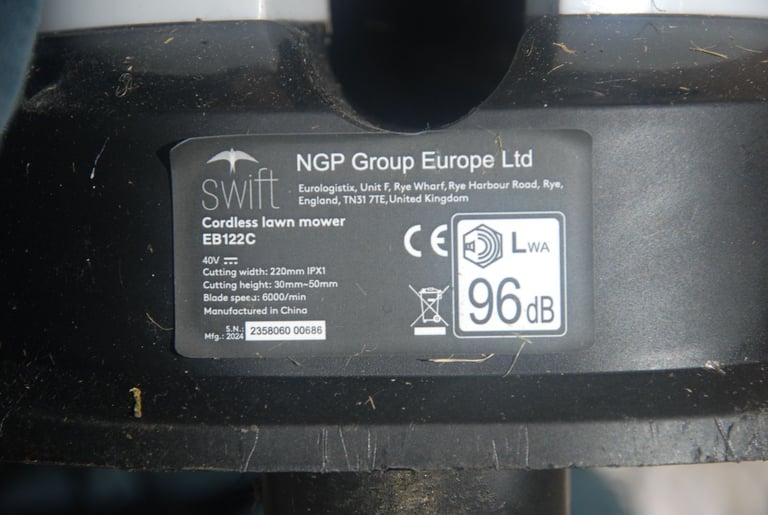 swift
NGP Group Europe Ltd
Eurologistix, Unit F, Rye Wharf, Rye Harbour Road, Rye,
England, TN31 7TE, United Kingdom
Cordless lawn mower
EB122C
40V
Cutting width: 220mm IPX1
Cutting height: 30mm~50mm
Blade speed: 6000/min
Manufactured in China
S.N.: 2358060 00686
Mfg.: 2024
CE
LWA
96dB